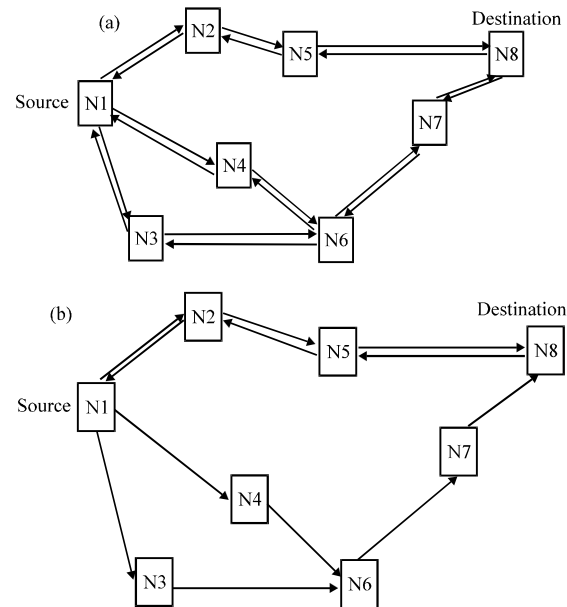 (a)
Destination
N2
N5
N8
Source
N1
N7
N4
N3
N6
(b)
Destination
N2
N5
N8
Source
N1
N7
N4
N3
N6